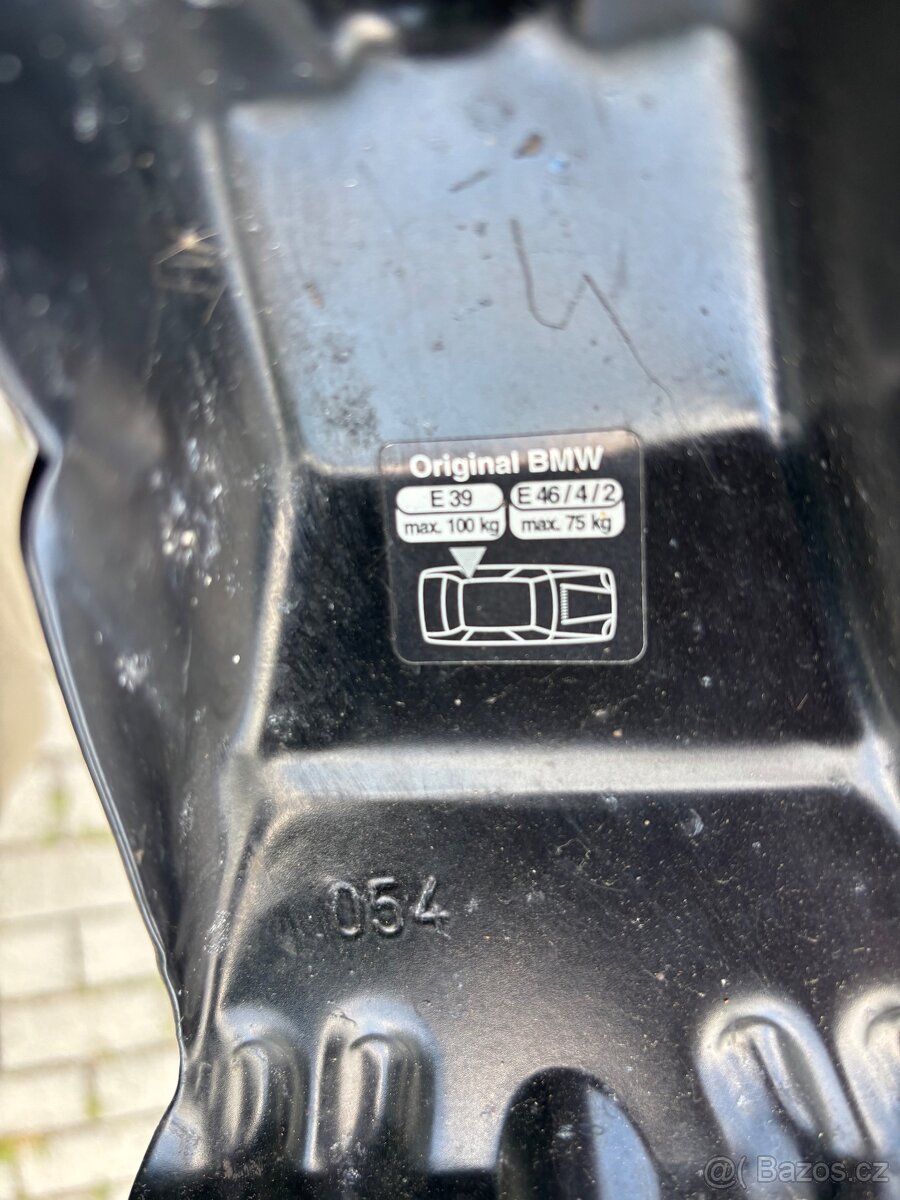 Original BMW
E 39 E 46/4/2
max. 100 kg max. 75 kg
054
@( Bazos.cz